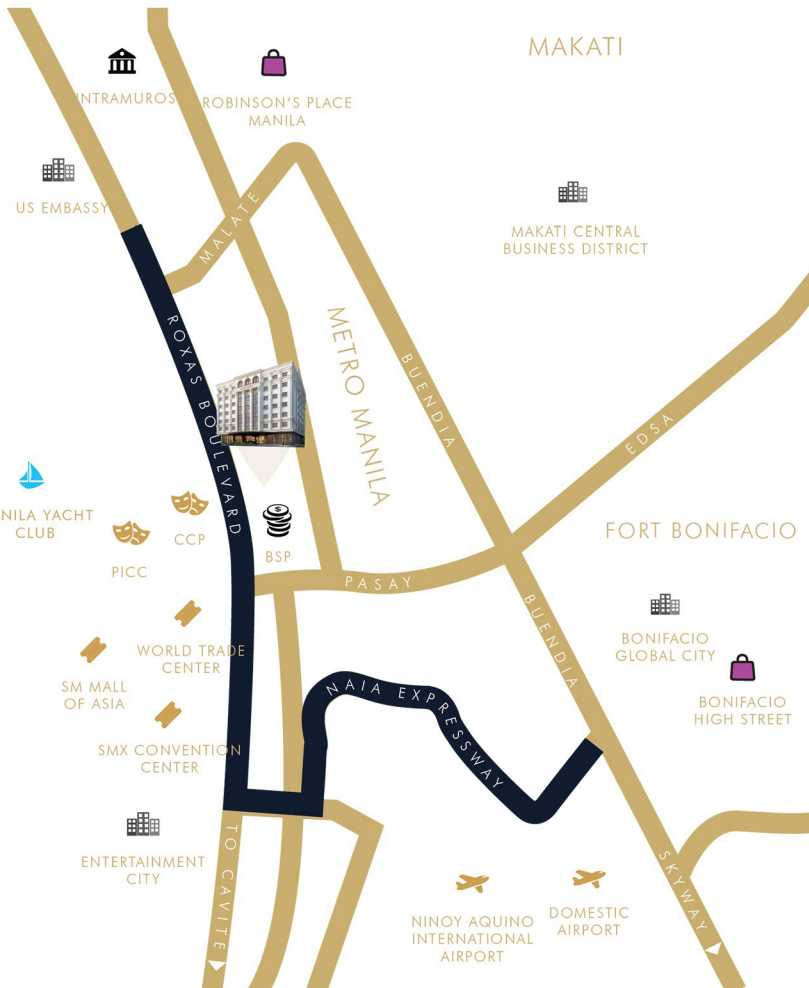 MAKATI
INTRAMUROS
ROBINSON'S PLACE
MANILA
US EMBASSY
MALATE
MAKATI CENTRAL
BUSINESS DISTRICT
ROXAS BOULEVARD
METRO MANILA
BUENDIA
EDSA
NILA YACHT
CLUB
CCP
PICC
BSP
FORT BONIFACIO
PASAY
BUENDIA
WORLD TRADE
CENTER
SM MALL
OF ASIA
BONIFACIO
GLOBAL CITY
BONIFACIO
HIGH STREET
NAIA EXPRESSWAY
SMX CONVENTION
CENTER
ENTERTAINMENT
CITY
TO CAVITE
SKYWAY
NINOY AQUINO
INTERNATIONAL
AIRPORT
DOMESTIC
AIRPORT